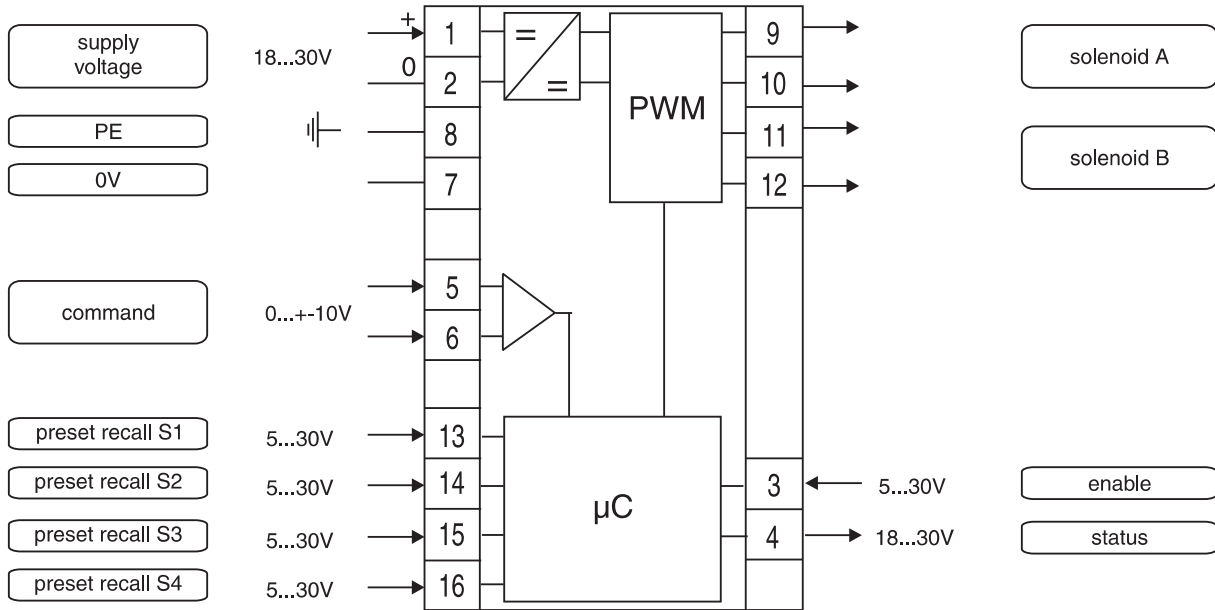 supply
voltage
18...30V
+
0
1
2
=
=
PWM
9
10
solenoid A
PE
8
11
solenoid B
0V
7
12
command
0...+-10V
5
6
preset recall S1
5...30V
13
preset recall S2
5...30V
14
µC
3
5...30V
enable
preset recall S3
5...30V
15
4
18...30V
status
preset recall S4
5...30V
16